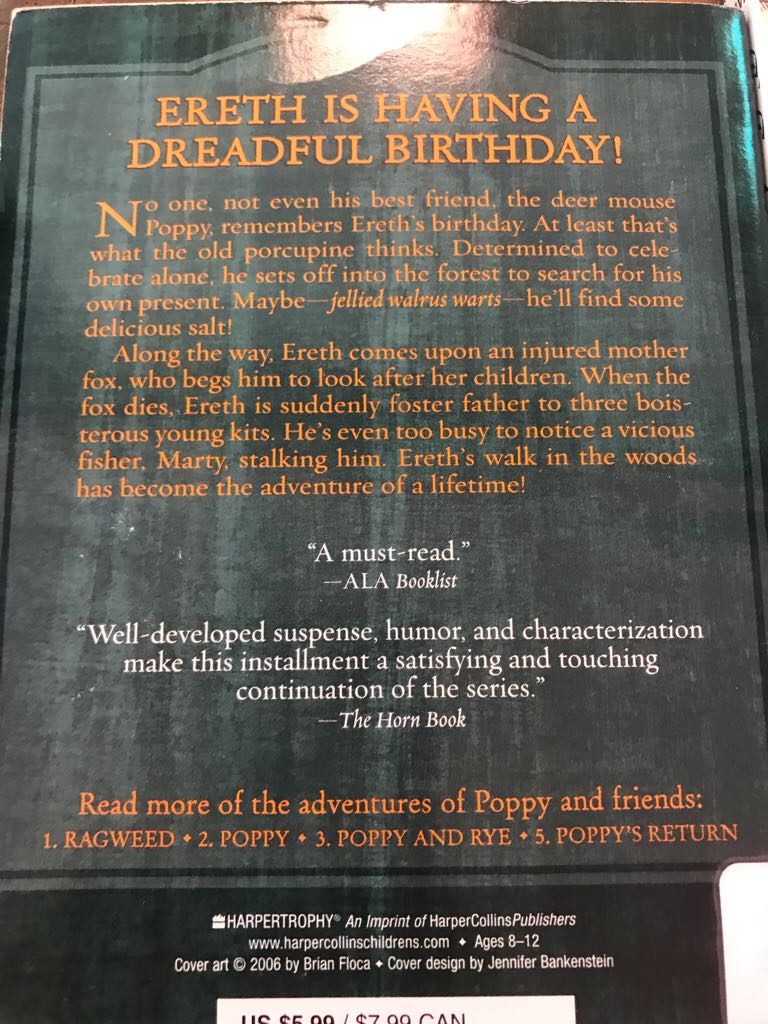 ERETH IS HAVING A
DREADFUL BIRTHDAY!
No one, not even his best friend, the deer mouse
Poppy, remembers Ereth's birthday. At least that's
what the old porcupine thinks. Determined to cele-
brate alone, he sets off into the forest to search for his
own present. Maybe—jellied walrus warts—he'll find some
delicious salt!
Along the way, Ereth comes upon an injured mother
fox, who begs him to look after her children. When the
fox dies, Ereth is suddenly foster father to three bois-
terous young kits. He's even too busy to notice a vicious
fisher, Marty, stalking him. Ereth's walk in the woods
has become the adventure of a lifetime!
“A must-read.”
—ALA Booklist
“Well-developed suspense, humor, and characterization
make this installment a satisfying and touching
continuation of the series.”
—The Horn Book
Read more of the adventures of Poppy and friends:
1. RAGWEED ✦ 2. POPPY ✦ 3. POPPY AND RYE ✦ 5. POPPY'S RETURN
HARPERTROPHY® An Imprint of HarperCollinsPublishers
www.harpercollinschildrens.com ✦ Ages 8–12
Cover art © 2006 by Brian Floca ✦ Cover design by Jennifer Bankenstein
US $5.99 / $7.99 CAN